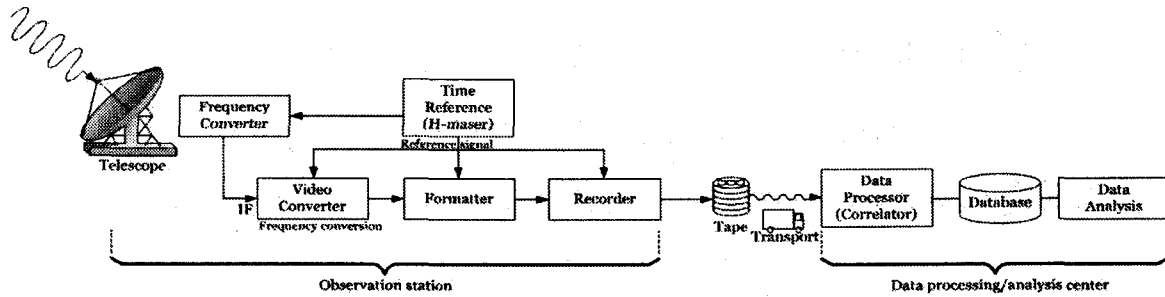 Telescope
Frequency
Converter
Time
Reference
(H-maser)
Reference signal
1F
Video
Converter
Frequency conversion
Formatter
Recorder
Tape
Transport
Data
Processor
(Correlator)
Database
Data
Analysis
Observation station
Data processing/analysis center